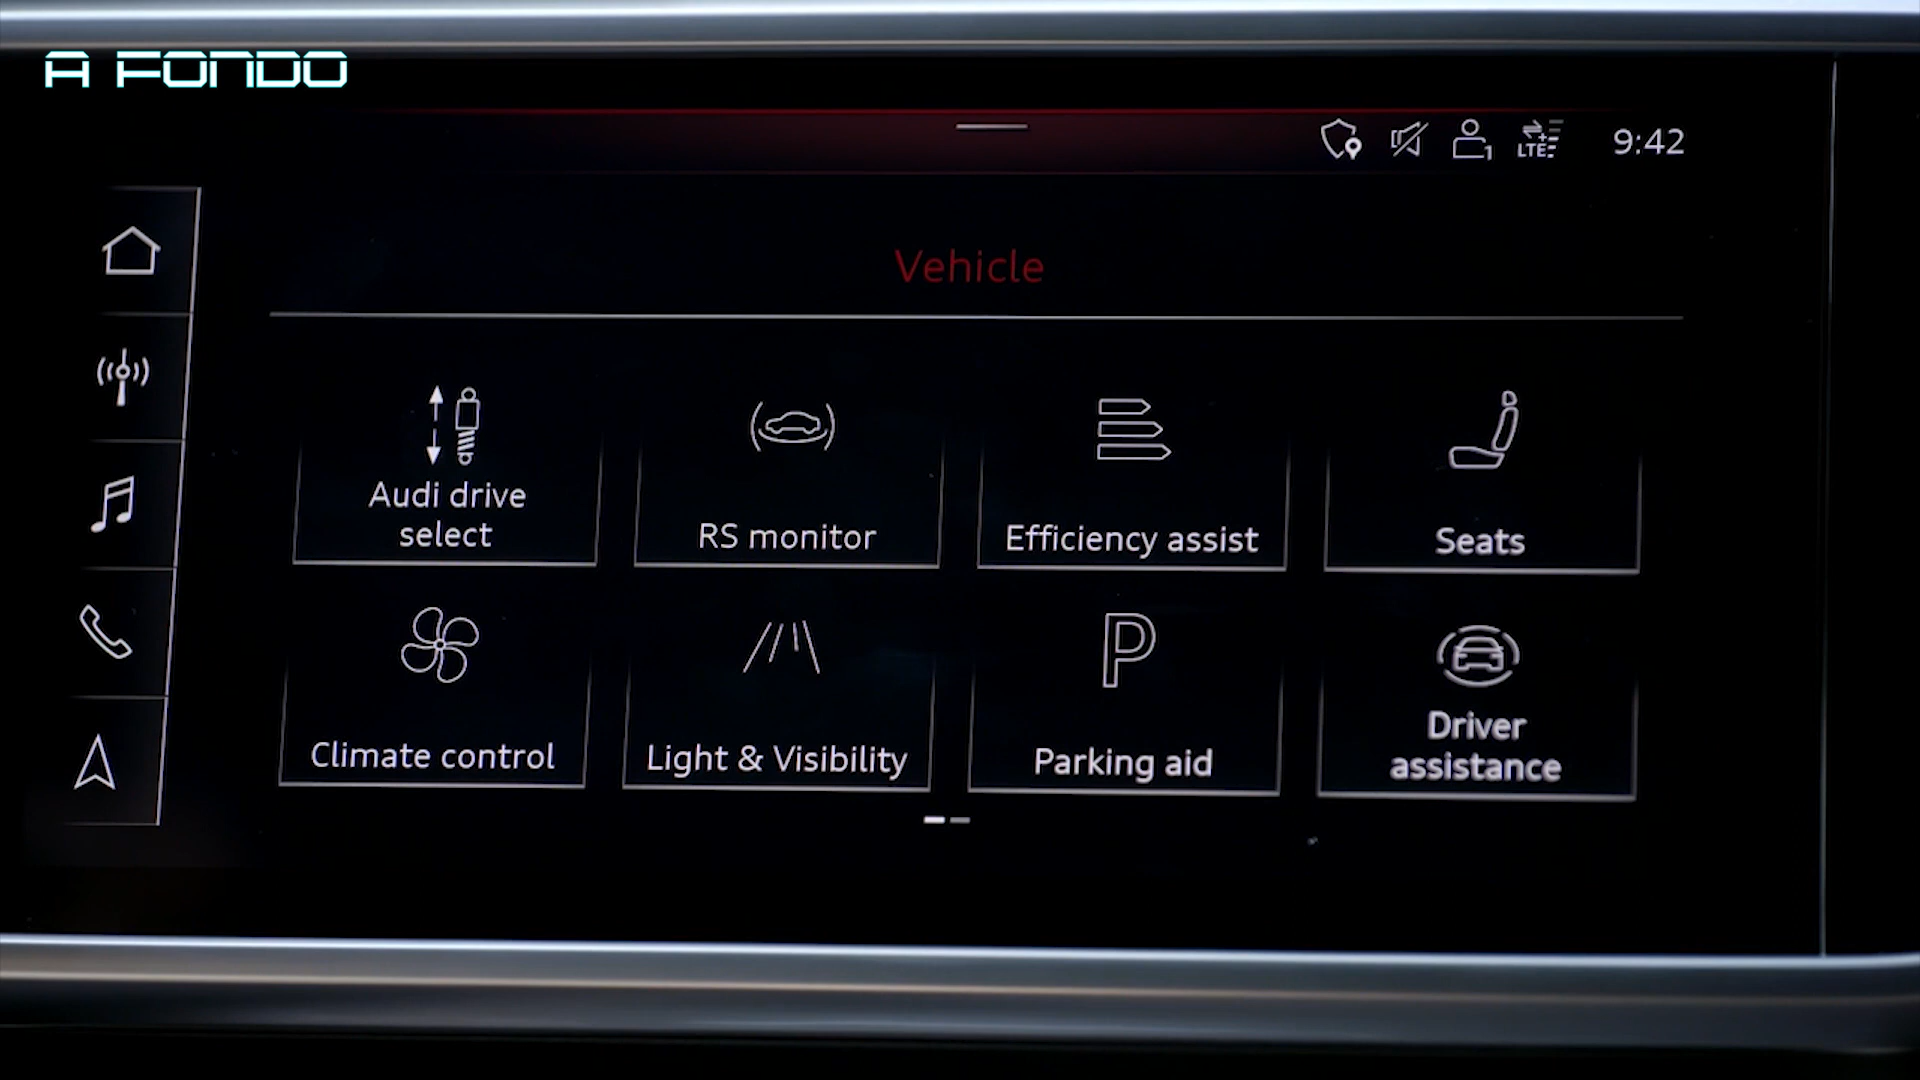 A FONDO
LTE
9:42
Vehicle
Audi drive
select
RS monitor
Efficiency assist
Seats
Climate control
Light & Visibility
P
Parking aid
Driver
assistance